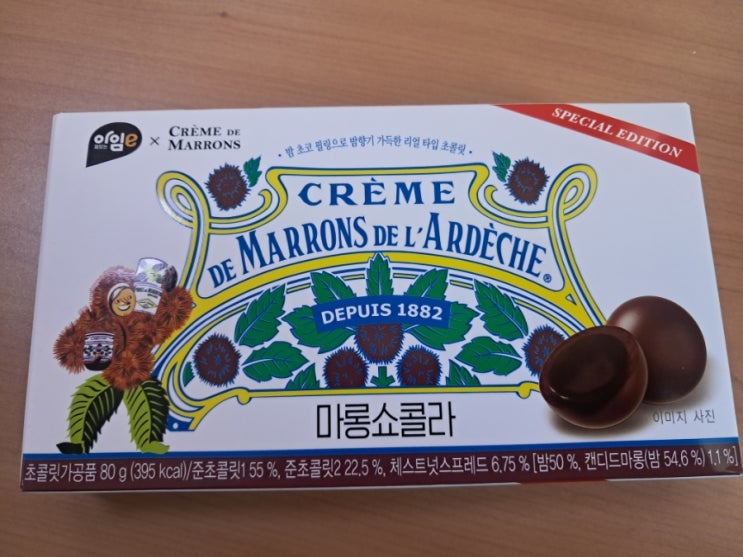 맛있는
아임e × CRÈME DE
MARRONS
SPECIAL EDITION
· 밤 초코 필링으로 밤향기 가득한 리얼 타입 초콜릿 ·
CRÈME
DE MARRONS DE L'ARDÈCHE®
DEPUIS 1882
마롱쇼콜라
이미지 사진
초콜릿가공품 80 g (395 kcal)/준초콜릿1 55 %, 준초콜릿2 22.5 %, 체스트넛스프레드 6.75 % [밤50 %, 캔디드마롱(밤 54.6 %) 1.1 %]